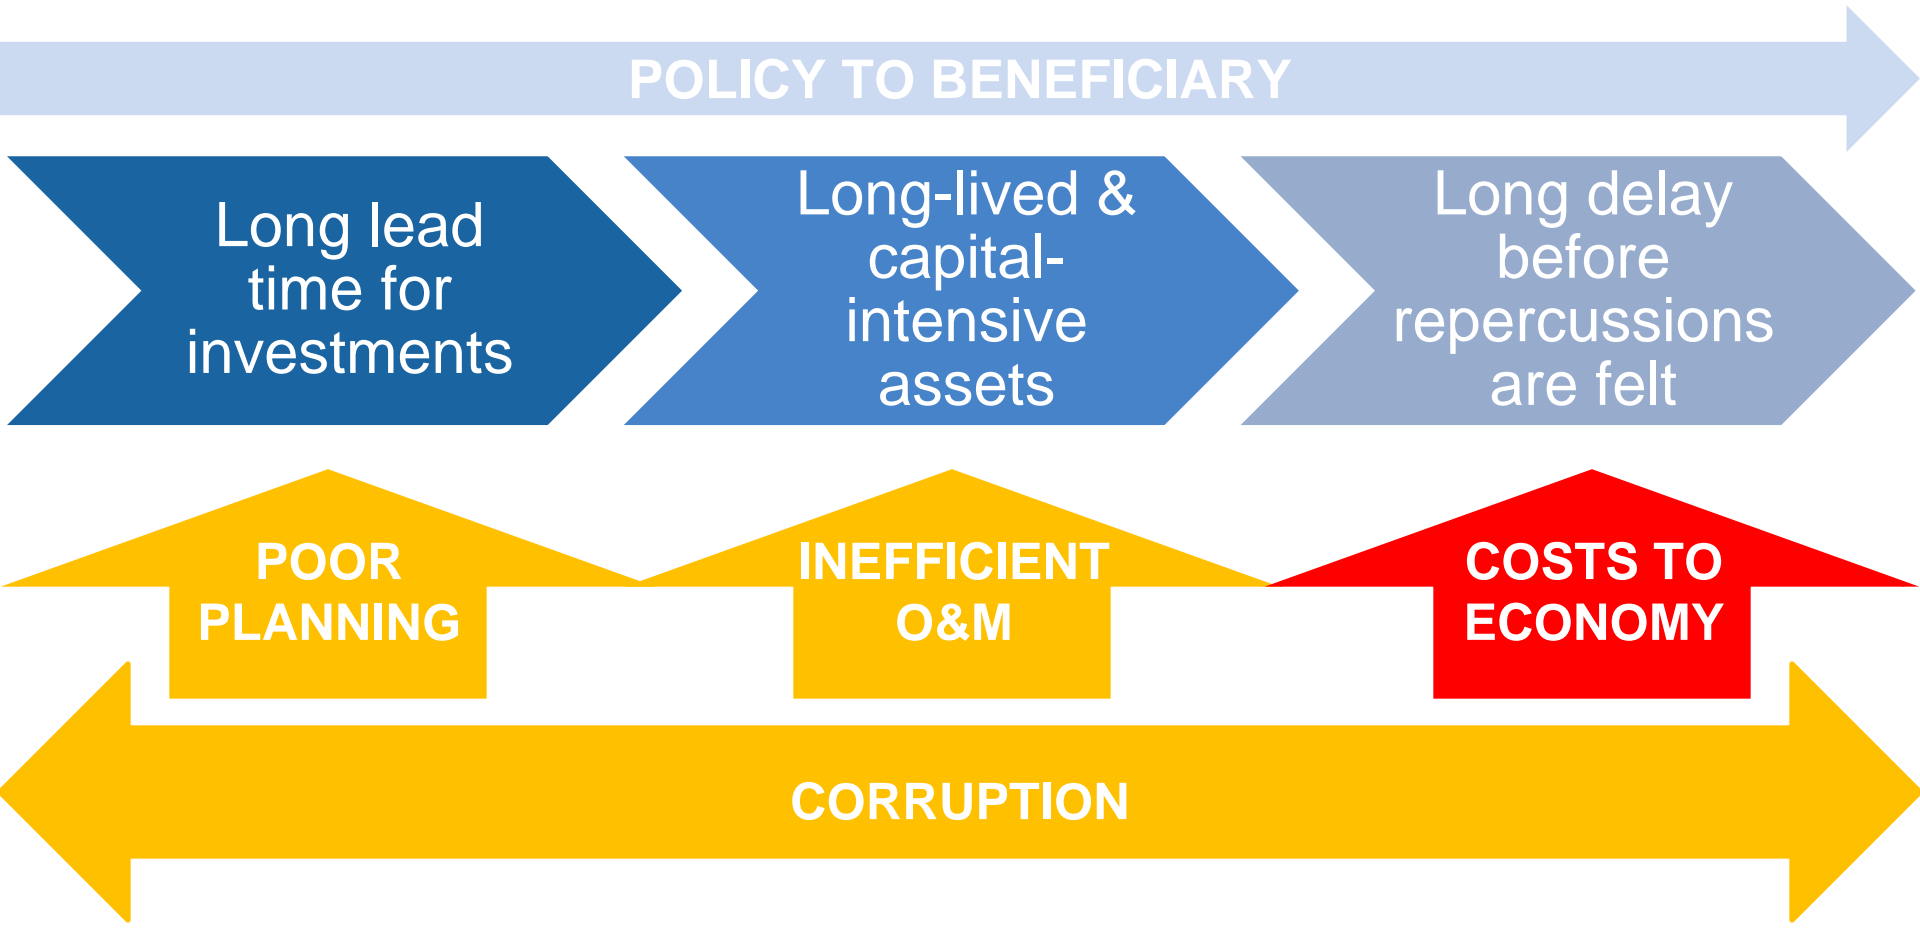 POLICY TO BENEFICIARY
Long lead
time for
investments
Long-lived &
capital-
intensive
assets
Long delay
before
repercussions
are felt
POOR
PLANNING
INEFFICIENT
O&M
COSTS TO
ECONOMY
CORRUPTION